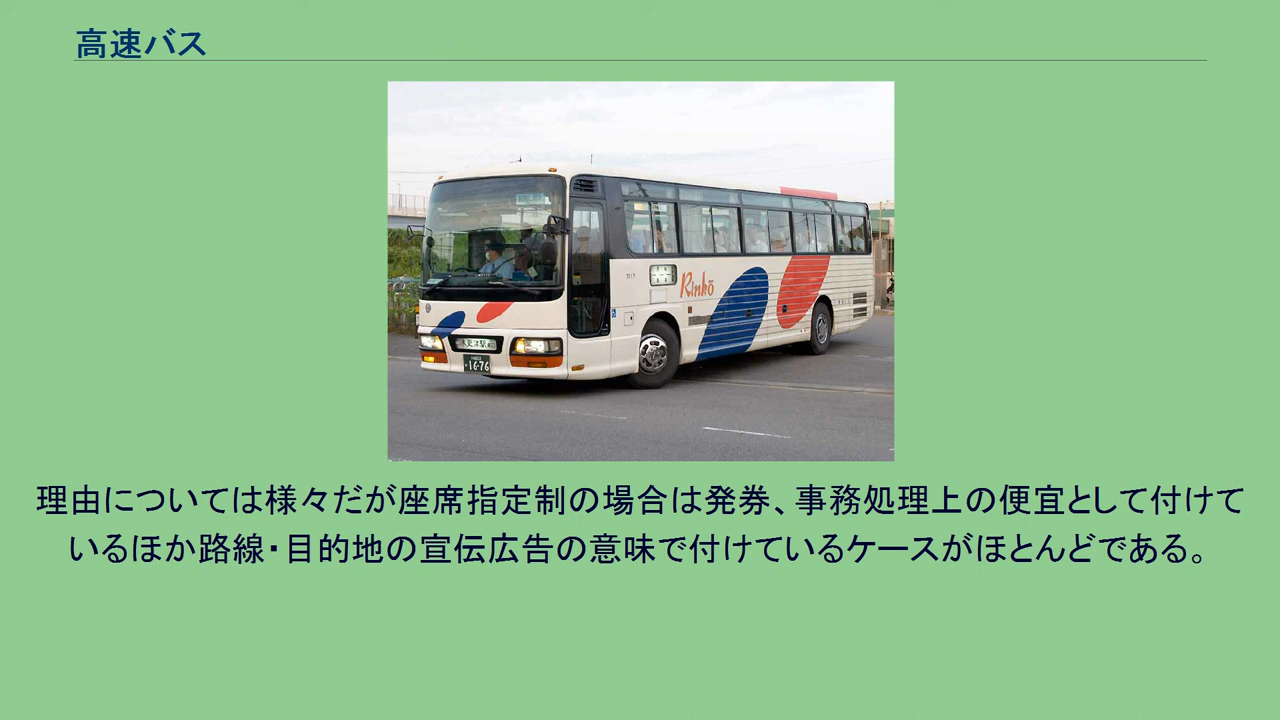 高速バス
Rinkō
1676
理由については様々だが座席指定制の場合は発券、事務処理上の便宜として付けて
いるほか路線・目的地の宣伝広告の意味で付けているケースがほとんどである。